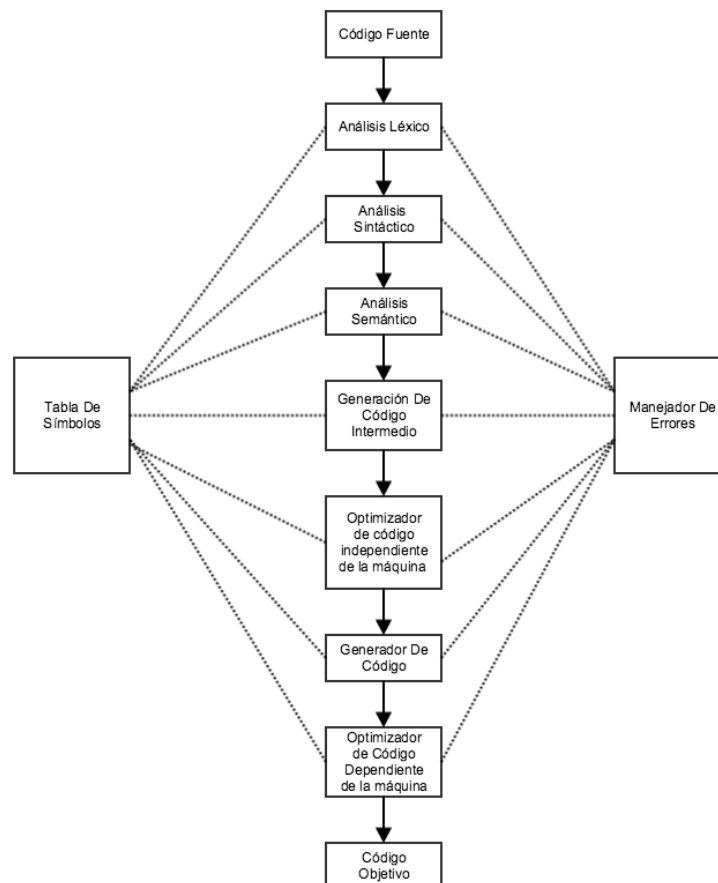 Código Fuente
Análisis Léxico
Análisis
Sintáctico
Análisis
Semántico
Tabla De
Símbolos
Generación De
Código
Intermedio
Manejador De
Errores
Optimizador
de código
independiente
de la máquina
Generador De
Código
Optimizador
de Código
Dependiente
de la máquina
Código
Objetivo